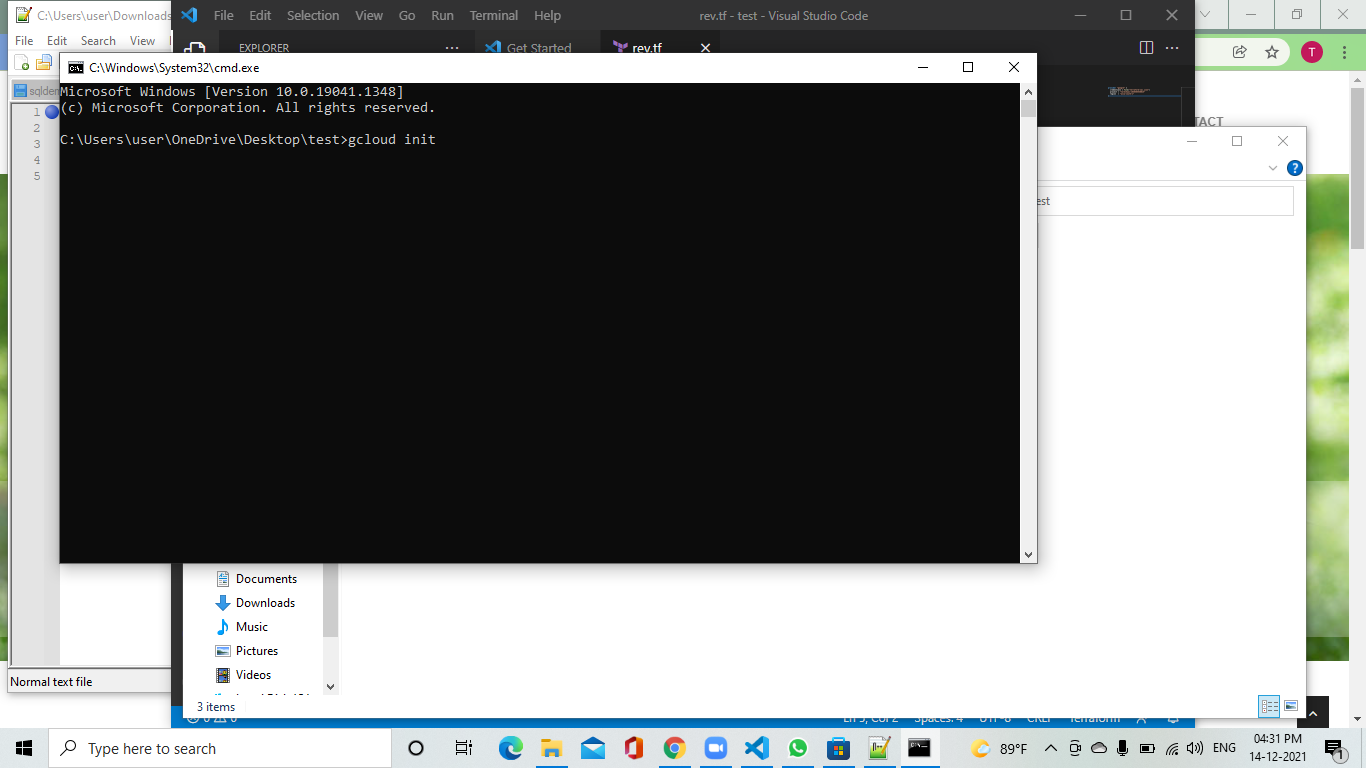 C:\Users\user\Downloads
File Edit Search View
sqlden
1
2
3
4
5
Normal text file
File Edit Selection View Go Run Terminal Help
rev.tf - test - Visual Studio Code
EXPLORER
Get Started
rev.tf
C:\Windows\System32\cmd.exe
Microsoft Windows [Version 10.0.19041.1348]
(c) Microsoft Corporation. All rights reserved.
C:\Users\user\OneDrive\Desktop\test>gcloud init
T
TACT
?
est
Documents
Downloads
Music
Pictures
Videos
3 items
Type here to search
89°F
ENG
04:31 PM
14-12-2021
1